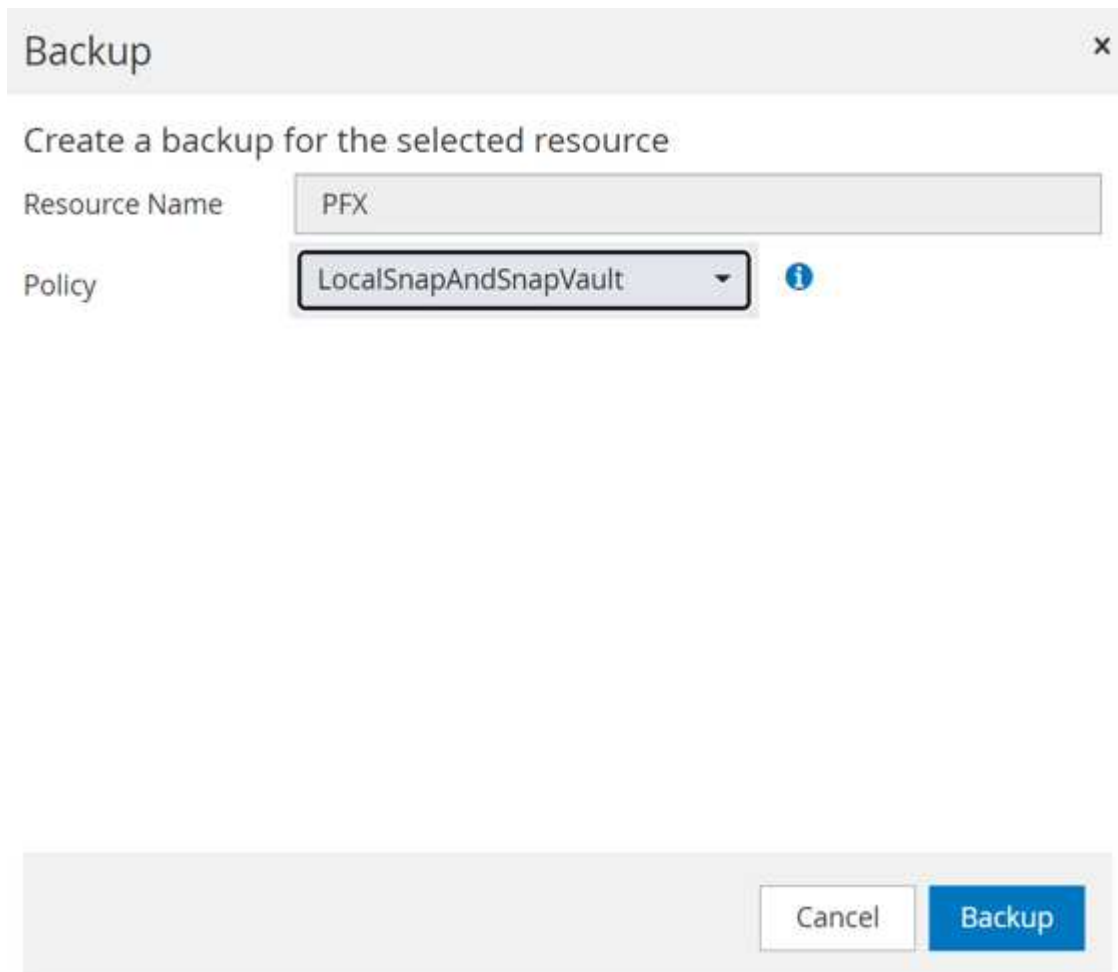 Backup
Create a backup for the selected resource
Resource Name PFX
Policy LocalSnapAndSnapVault
Cancel Backup